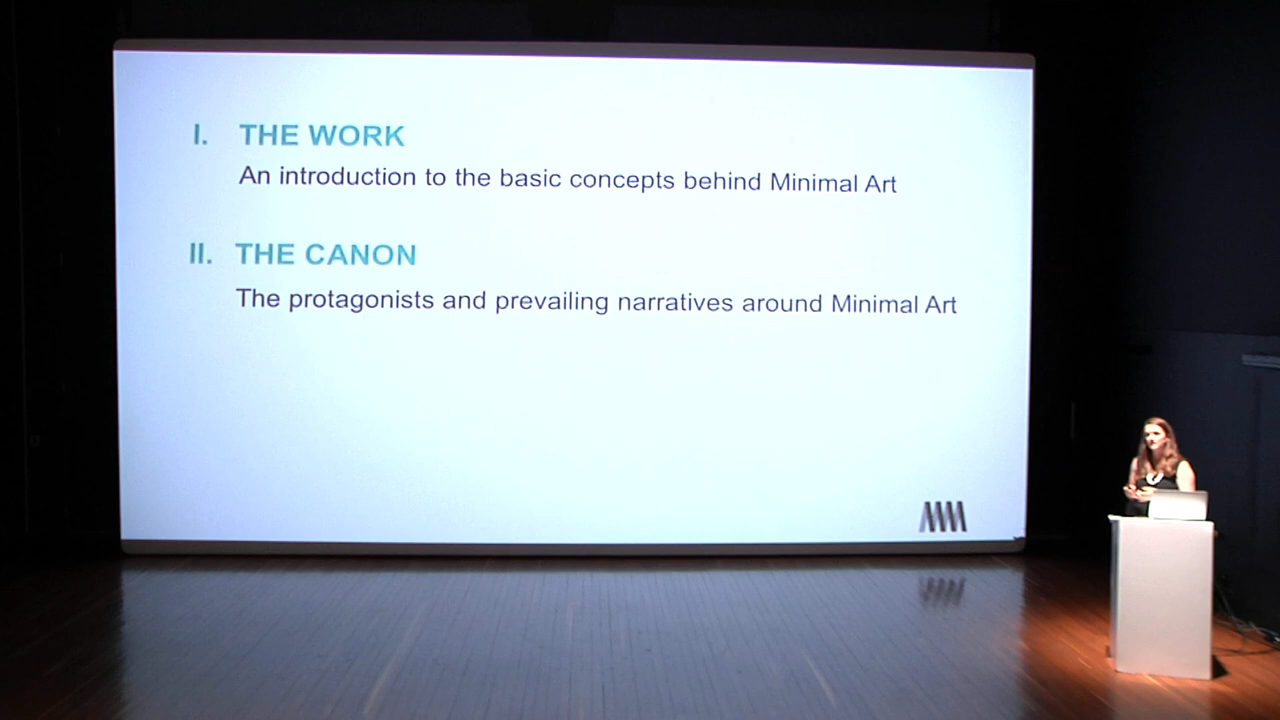 I. THE WORK
An introduction to the basic concepts behind Minimal Art
II. THE CANON
The protagonists and prevailing narratives around Minimal Art